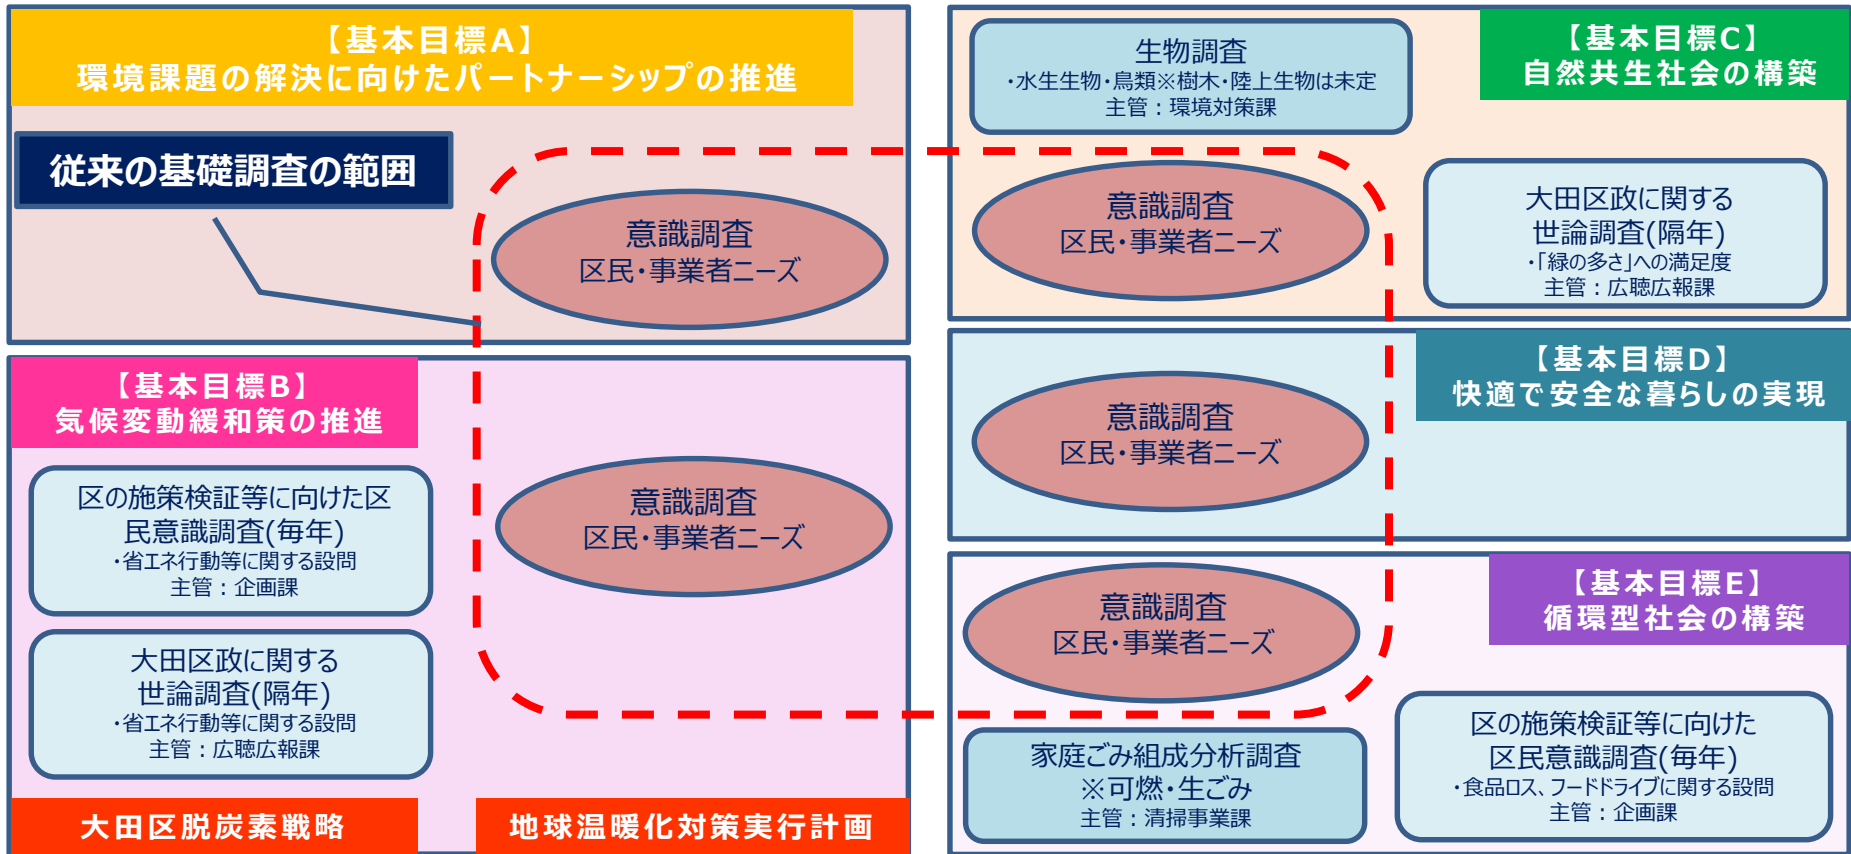 【基本目標A】
環境課題の解決に向けたパートナーシップの推進
従来の基礎調査の範囲
意識調査
区民・事業者ニーズ
【基本目標B】
気候変動緩和策の推進
区の施策検証等に向けた区
民意識調査(毎年)
・省エネ行動等に関する設問
主管：企画課
意識調査
区民・事業者ニーズ
大田区政に関する
世論調査(隔年)
・省エネ行動等に関する設問
主管：広聴広報課
大田区脱炭素戦略
地球温暖化対策実行計画
【基本目標C】
自然共生社会の構築
生物調査
・水生生物・鳥類※樹木・陸上生物は未定
主管：環境対策課
意識調査
区民・事業者ニーズ
大田区政に関する
世論調査(隔年)
・「緑の多さ」への満足度
主管：広聴広報課
【基本目標D】
快適で安全な暮らしの実現
意識調査
区民・事業者ニーズ
【基本目標E】
循環型社会の構築
意識調査
区民・事業者ニーズ
家庭ごみ組成分析調査
※可燃・生ごみ
主管：清掃事業課
区の施策検証等に向けた
区民意識調査(毎年)
・食品ロス、フードドライブに関する設問
主管：企画課